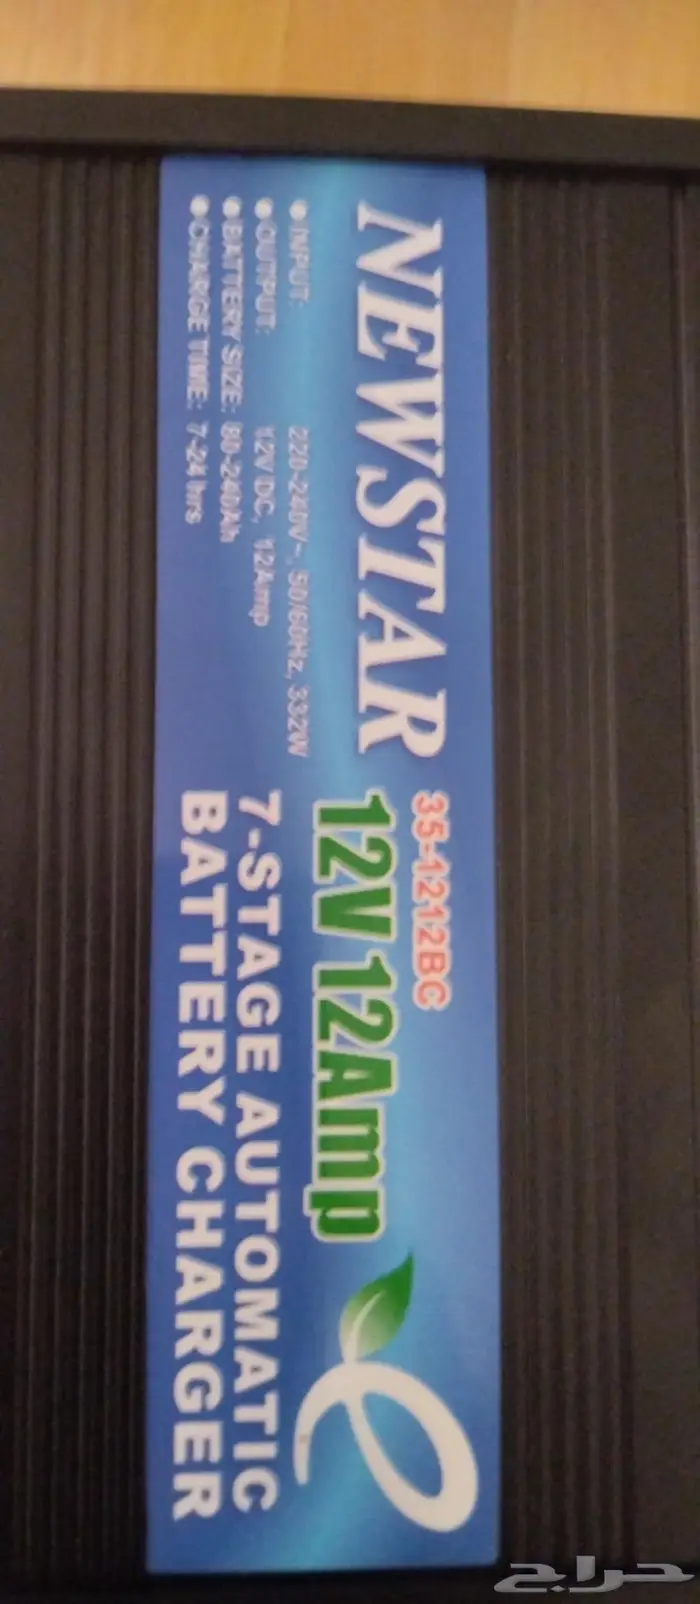 NEWSTAR
35-1212BC
12V 12Amp
● INPUT: 220-240V~, 50/60Hz, 332W
● OUTPUT: 12V DC, 12Amp
● BATTERY SIZE: 80-240Ah
● CHARGE TIME: 7-24 hrs
7-STAGE AUTOMATIC
BATTERY CHARGER
e
حراج